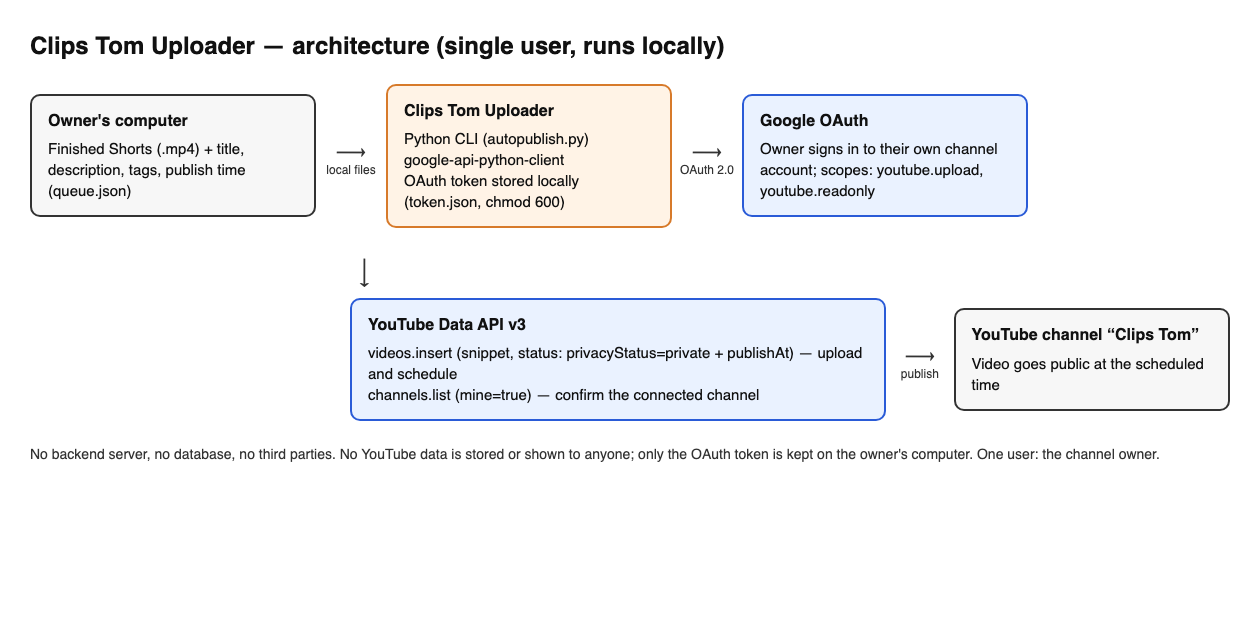 Clips Tom Uploader — architecture (single user, runs locally)
Owner's computer
Finished Shorts (.mp4) + title,
description, tags, publish time
(queue.json)
local files
Clips Tom Uploader
Python CLI (autopublish.py)
google-api-python-client
OAuth token stored locally
(token.json, chmod 600)
OAuth 2.0
Google OAuth
Owner signs in to their own channel
account; scopes: youtube.upload,
youtube.readonly
YouTube Data API v3
videos.insert (snippet, status: privacyStatus=private + publishAt) — upload
and schedule
channels.list (mine=true) — confirm the connected channel
publish
YouTube channel “Clips Tom”
Video goes public at the scheduled
time
No backend server, no database, no third parties. No YouTube data is stored or shown to anyone; only the OAuth token is kept on the owner's computer. One user: the channel owner.